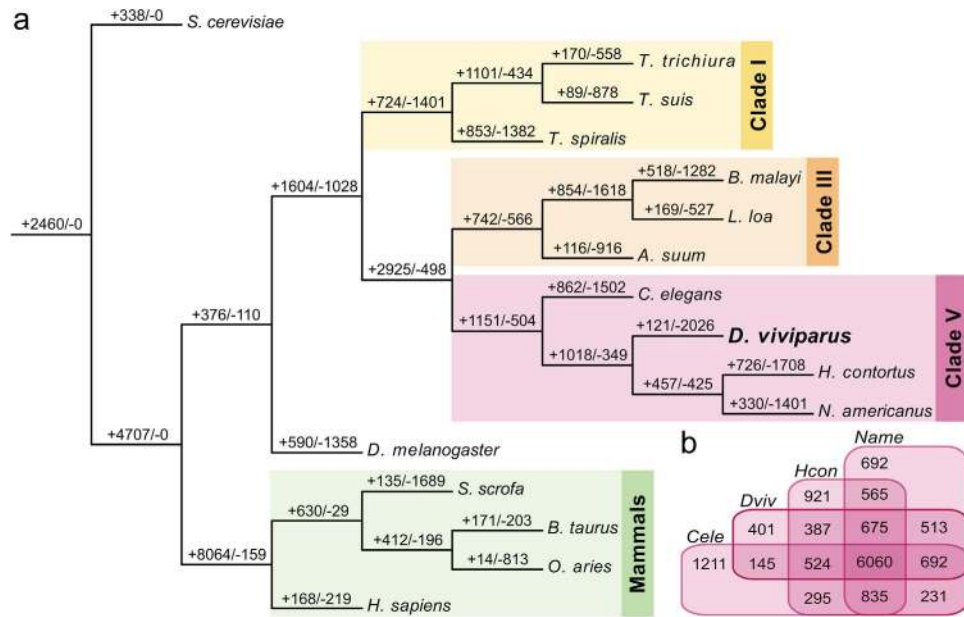 a
+338/-0
S. cerevisiae
+2460/-0
+4707/-0
+376/-110
+1604/-1028
+724/-1401
+1101/-434
+170/-558
T. trichiura
+89/-878
T. suis
+853/-1382
T. spiralis
Clade I
+2925/-498
+742/-566
+854/-1618
+518/-1282
B. malayi
+169/-527
L. loa
+116/-916
A. suum
Clade III
+1151/-504
+862/-1502
C. elegans
+1018/-349
+121/-2026
D. viviparus
+457/-425
+726/-1708
H. contortus
+330/-1401
N. americanus
Clade V
+590/-1358
D. melanogaster
+8064/-159
+630/-29
+135/-1689
S. scrofa
+412/-196
+171/-203
B. taurus
+14/-813
O. aries
+168/-219
H. sapiens
Mammals
b
Name
692
Hcon
921 565
Dviv
401 387 675 513
Cele
1211 145 524 6060 692
295 835 231